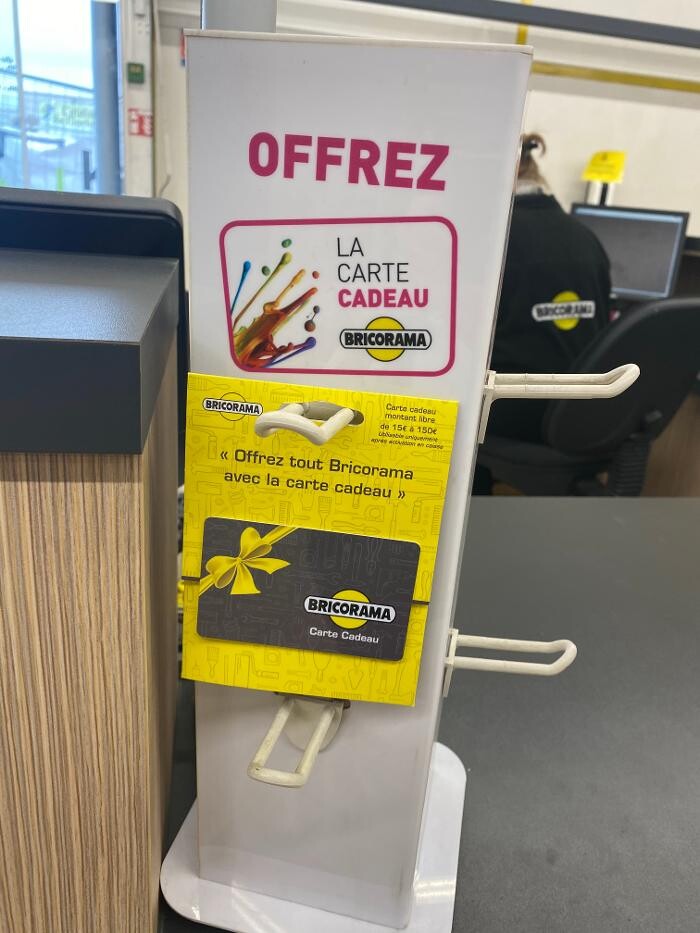 OFFREZ
LA
CARTE
CADEAU
BRICORAMA
BRICORAMA
BRICORAMA
Carte cadeau
montant libre
de 15€ à 150€
Utilisable uniquement
après activation en caisse
« Offrez tout Bricorama
avec la carte cadeau »
BRICORAMA
Carte Cadeau